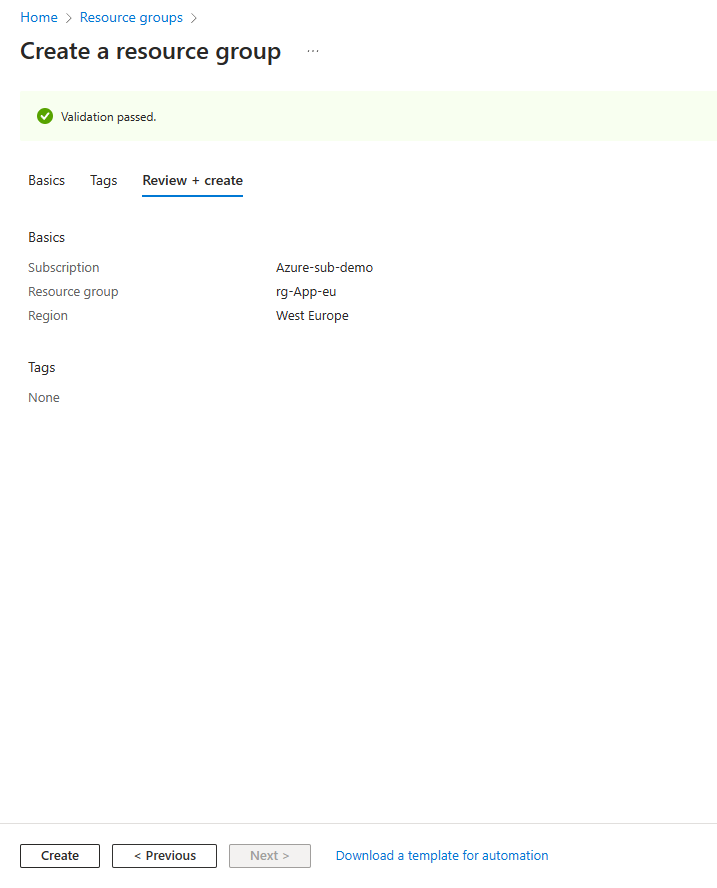 Home > Resource groups >
Create a resource group ...
Validation passed.
Basics Tags Review + create
Basics
Subscription Azure-sub-demo
Resource group rg-App-eu
Region West Europe
Tags
None
Create < Previous Next > Download a template for automation